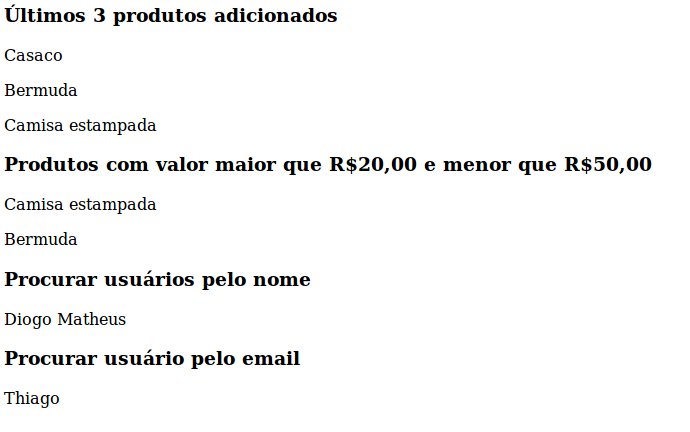 Últimos 3 produtos adicionados
Casaco
Bermuda
Camisa estampada
Produtos com valor maior que R$20,00 e menor que R$50,00
Camisa estampada
Bermuda
Procurar usuários pelo nome
Diogo Matheus
Procurar usuário pelo email
Thiago